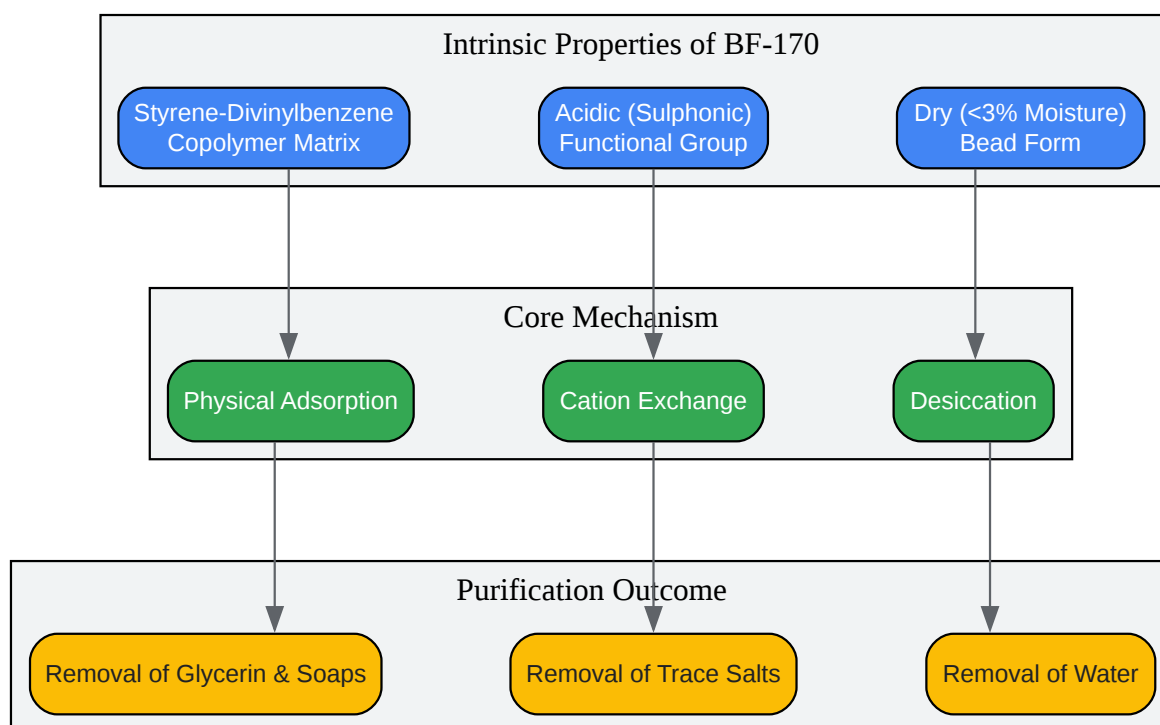 Intrinsic Properties of BF-170
Styrene-Divinylbenzene
Copolymer Matrix
Acidic (Sulphonic)
Functional Group
Dry (<3% Moisture)
Bead Form
Core Mechanism
Physical Adsorption
Cation Exchange
Desiccation
Purification Outcome
Removal of Glycerin & Soaps
Removal of Trace Salts
Removal of Water